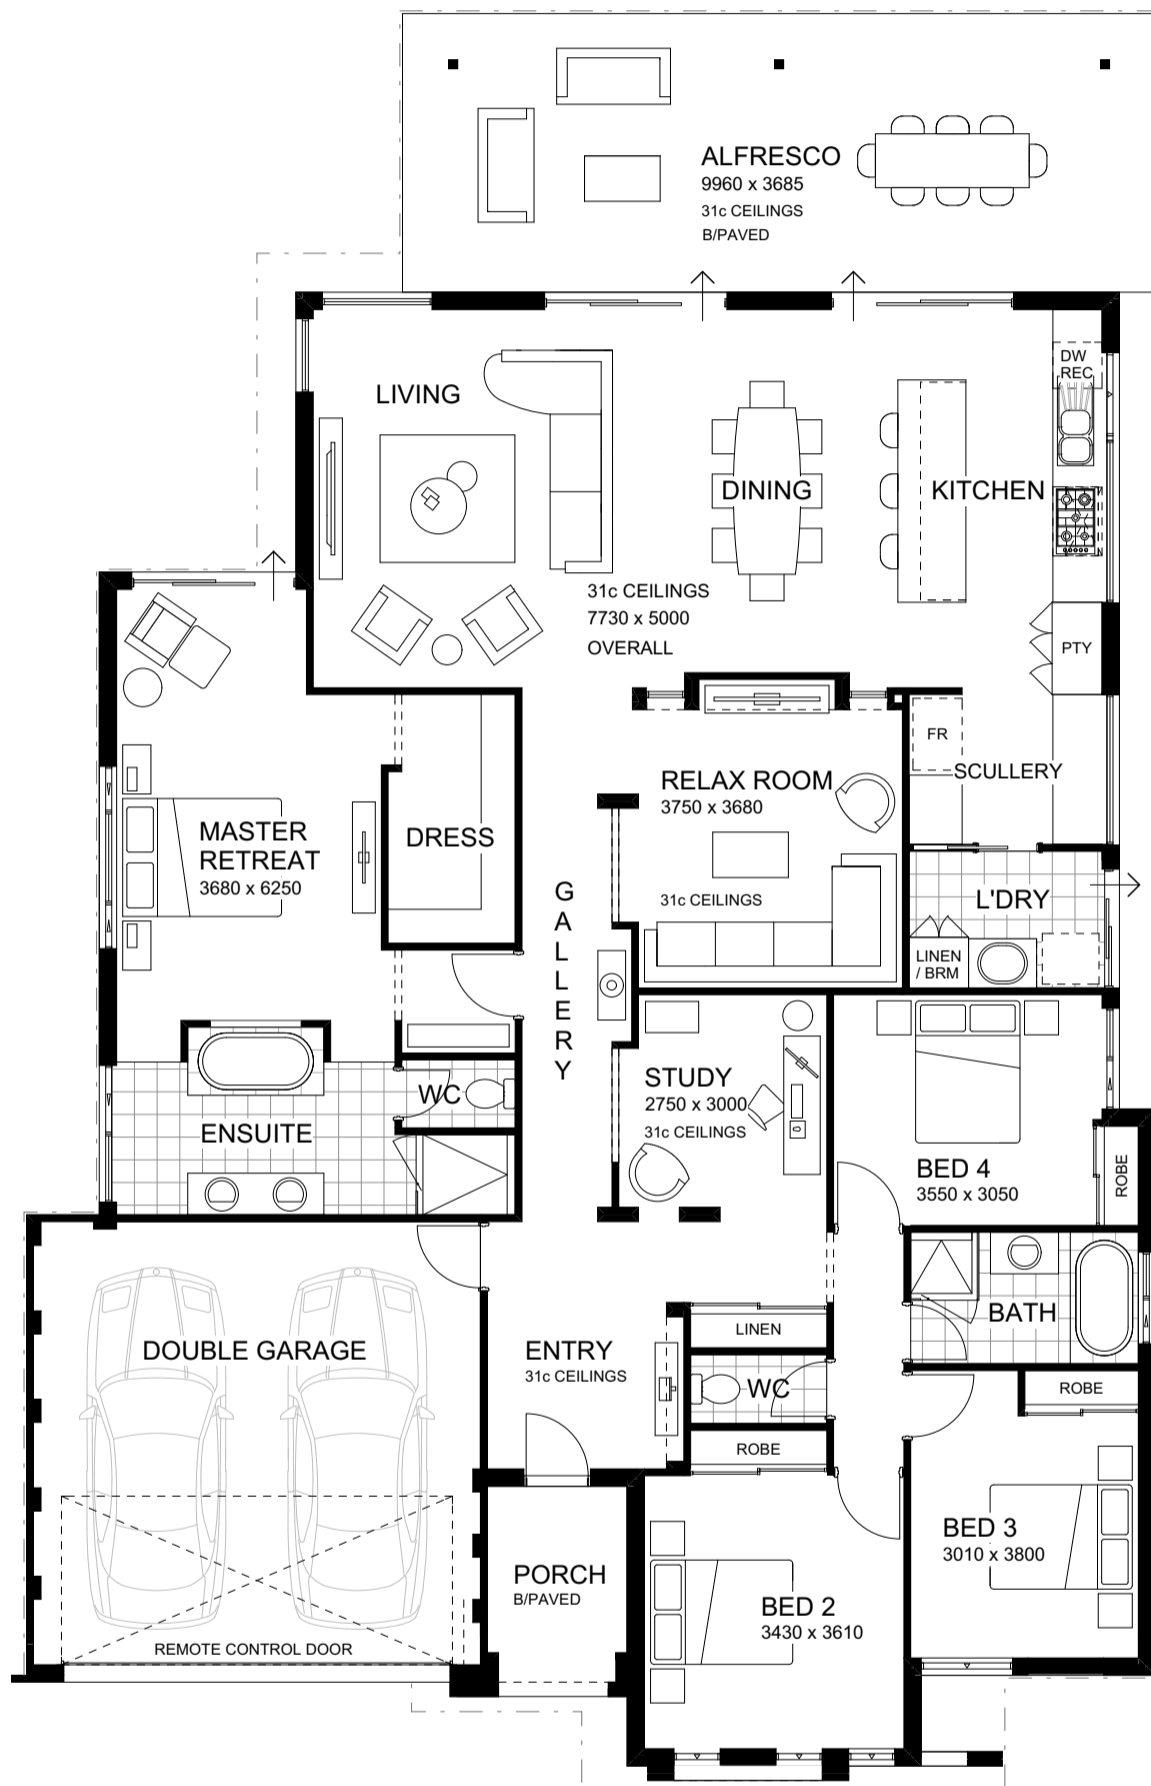 ALFRESCO
9960 x 3685
31c CEILINGS
B/PAVED
DW
REC
LIVING
DINING
KITCHEN
31c CEILINGS
7730 x 5000
OVERALL
PTY
FR
SCULLERY
RELAX ROOM
3750 x 3680
31c CEILINGS
MASTER
RETREAT
3680 x 6250
DRESS
GALLERY
L'DRY
LINEN
/ BRM
STUDY
2750 x 3000
31c CEILINGS
WC
ENSUITE
BED 4
3550 x 3050
ROBE
BATH
DOUBLE GARAGE
ENTRY
31c CEILINGS
LINEN
WC
ROBE
ROBE
BED 3
3010 x 3800
PORCH
B/PAVED
BED 2
3430 x 3610
REMOTE CONTROL DOOR